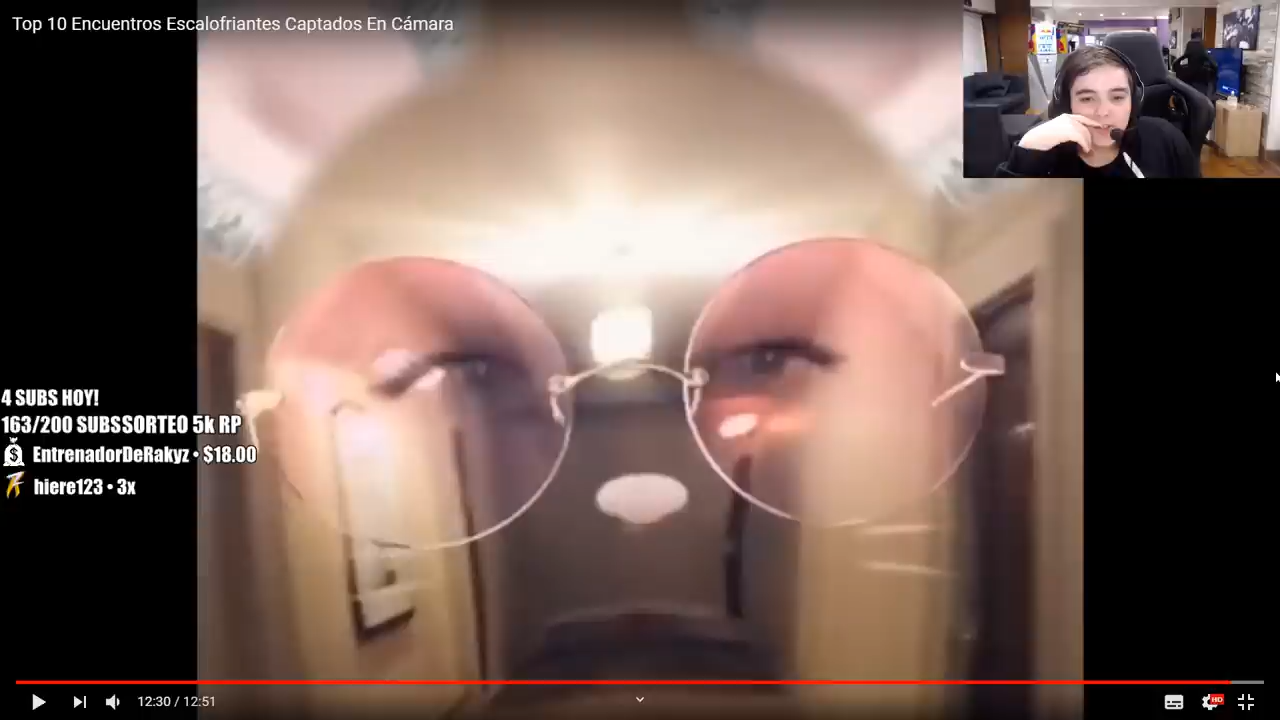 Top 10 Encuentros Escalofriantes Captados En Cámara
4 SUBS HOY!
163/200 SUBSSORTEO 5k RP
EntrenadorDeRakyz • $18.00
hiere123 • 3x
12:30 / 12:51
HD